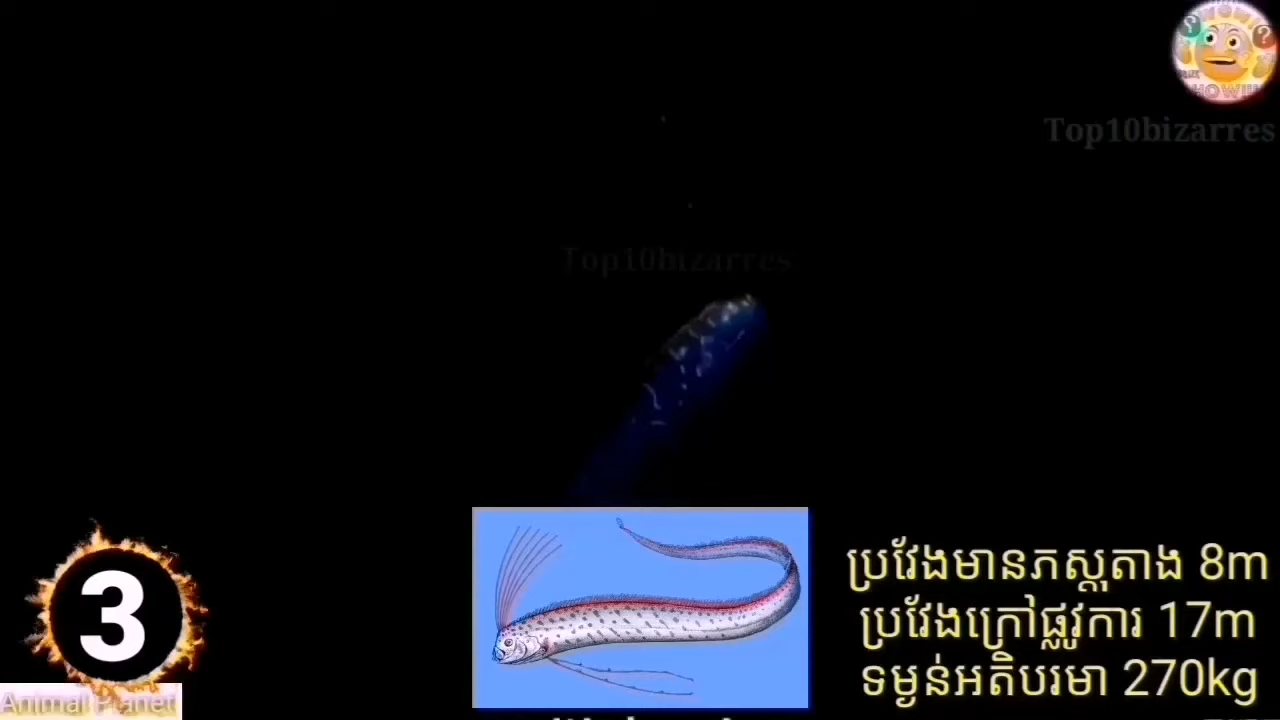 Top10bizarres
Top10bizarres
3
ប្រវែងមានភស្តុតាង 8m
ប្រវែងក្រៅផ្លូវការ 17m
ទម្ងន់អតិបរមា 270kg
Animal Planet